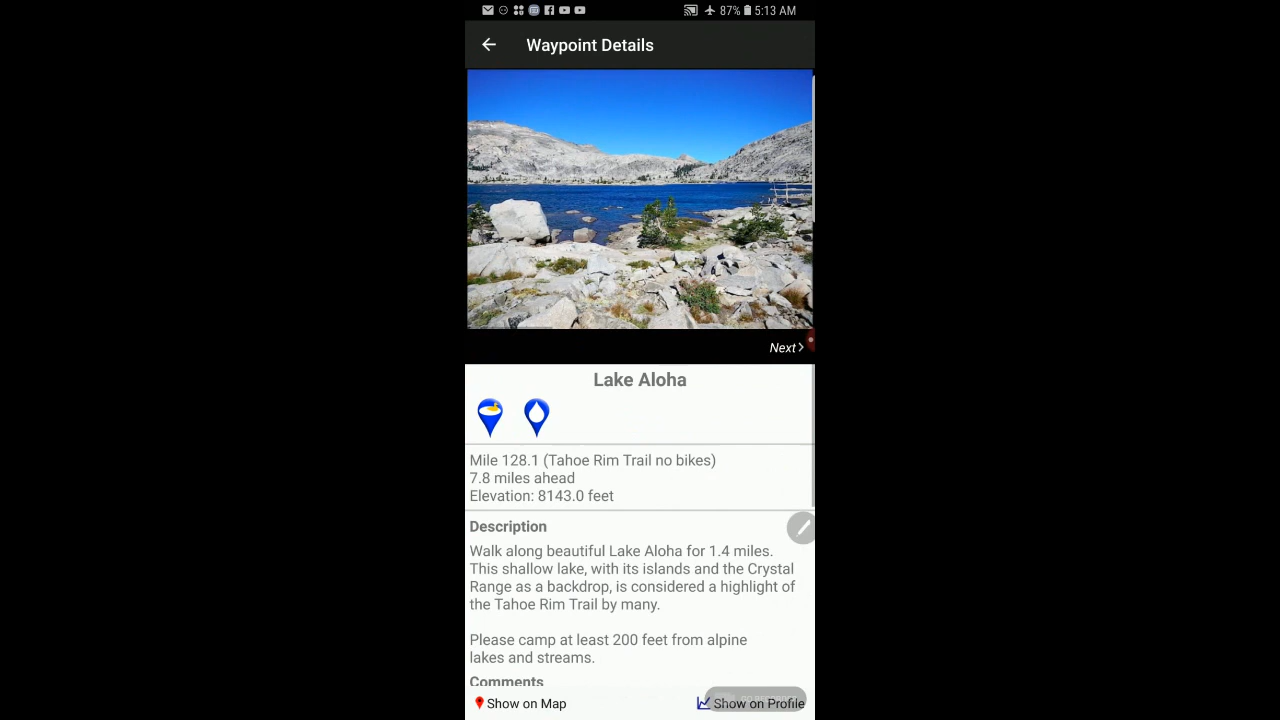 87% 5:13 AM
Waypoint Details
Next
Lake Aloha
Mile 128.1 (Tahoe Rim Trail no bikes)
7.8 miles ahead
Elevation: 8143.0 feet
Description
Walk along beautiful Lake Aloha for 1.4 miles.
This shallow lake, with its islands and the Crystal
Range as a backdrop, is considered a highlight of
the Tahoe Rim Trail by many.
Please camp at least 200 feet from alpine
lakes and streams.
Comments
Show on Map Show on Profile